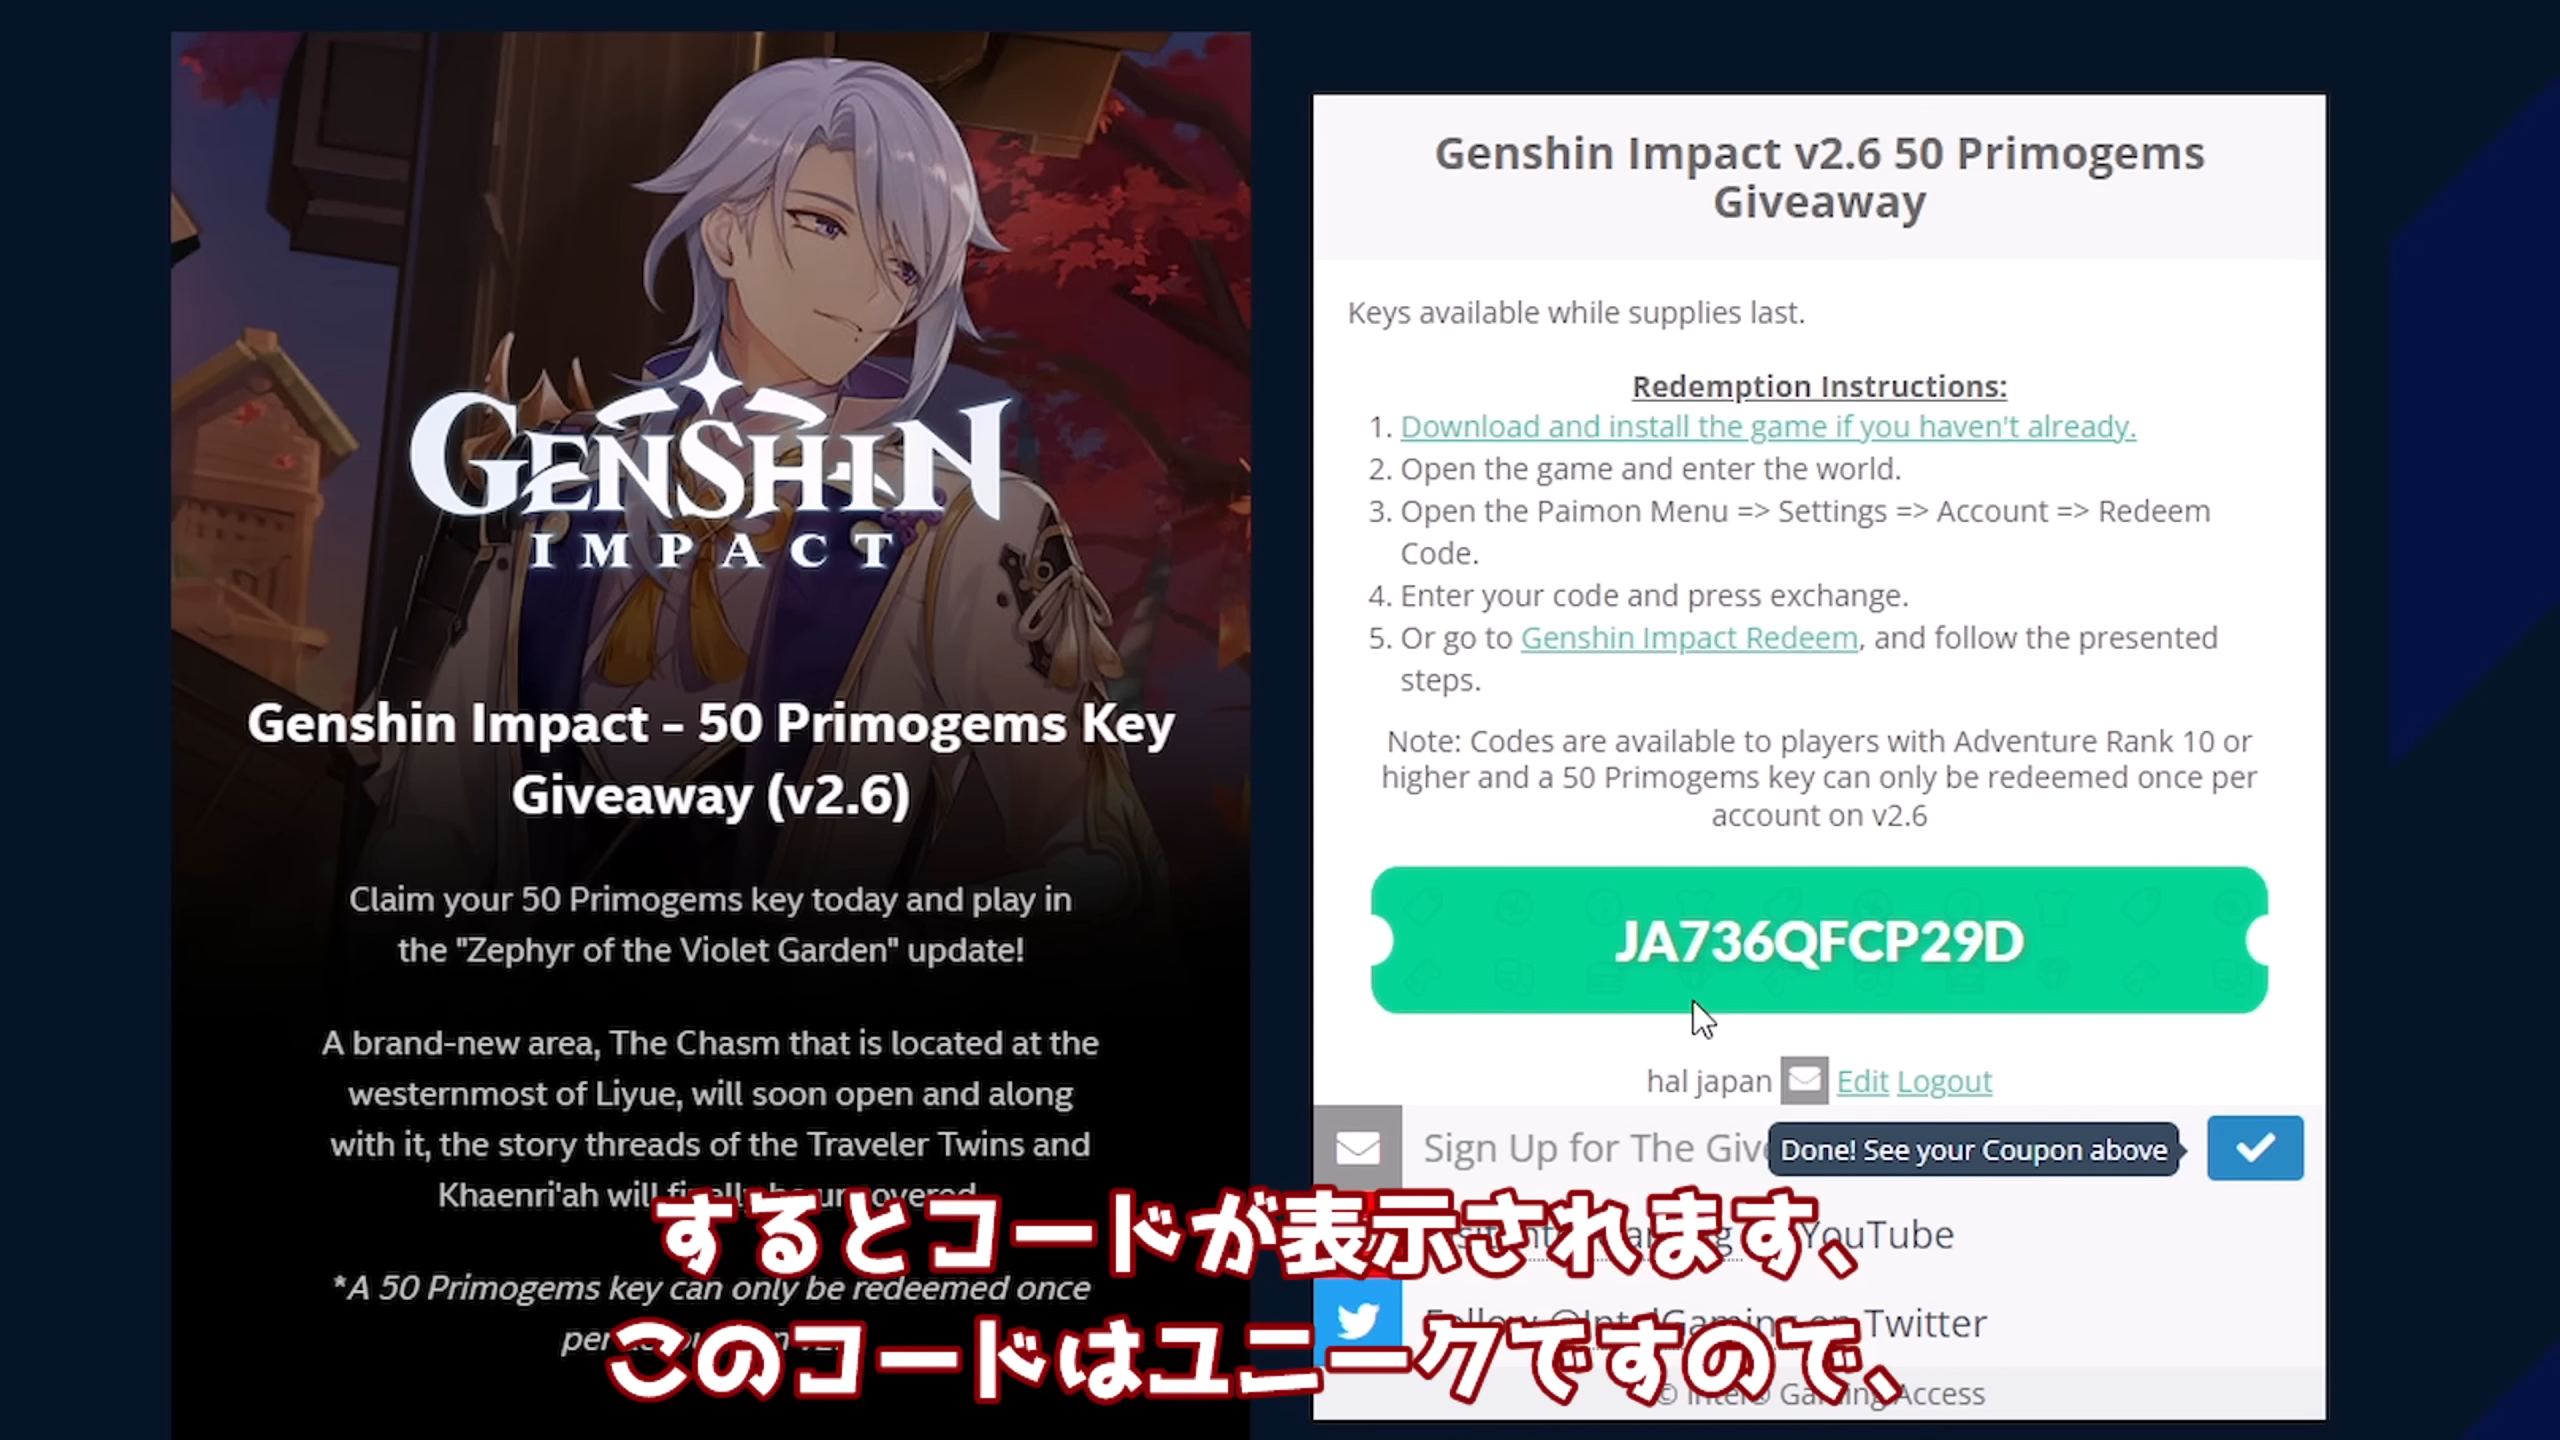 GENSHIN
IMPACT
Genshin Impact - 50 Primogems Key
Giveaway (v2.6)
Claim your 50 Primogems key today and play in
the "Zephyr of the Violet Garden" update!
A brand-new area, The Chasm that is located at the
westernmost of Liyue, will soon open and along
with it, the story threads of the Traveler Twins and
Khaenri'ah will finally be uncovered.
*A 50 Primogems key can only be redeemed once
per
Genshin Impact v2.6 50 Primogems
Giveaway
Keys available while supplies last.
Redemption Instructions:
1. Download and install the game if you haven't already.
2. Open the game and enter the world.
3. Open the Paimon Menu => Settings => Account => Redeem
Code.
4. Enter your code and press exchange.
5. Or go to Genshin Impact Redeem, and follow the presented
steps.
Note: Codes are available to players with Adventure Rank 10 or
higher and a 50 Primogems key can only be redeemed once per
account on v2.6
JA736QFCP29D
hal japan Edit Logout
Sign Up for The
Done! See your Coupon above
YouTube
Follow @IntelGaming on Twitter
© Intel® Gaming Access
するとコードが表示されます、
このコードはユニークですので、